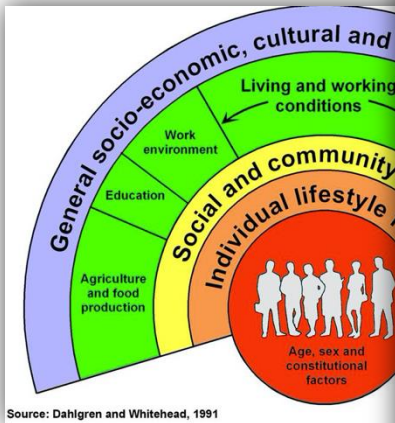 General socio-economic, cultural and
Living and working
conditions
Work
environment
Education
Agriculture
and food
production
Social and community
Individual lifestyle
Age, sex and
constitutional
factors
Source: Dahlgren and Whitehead, 1991